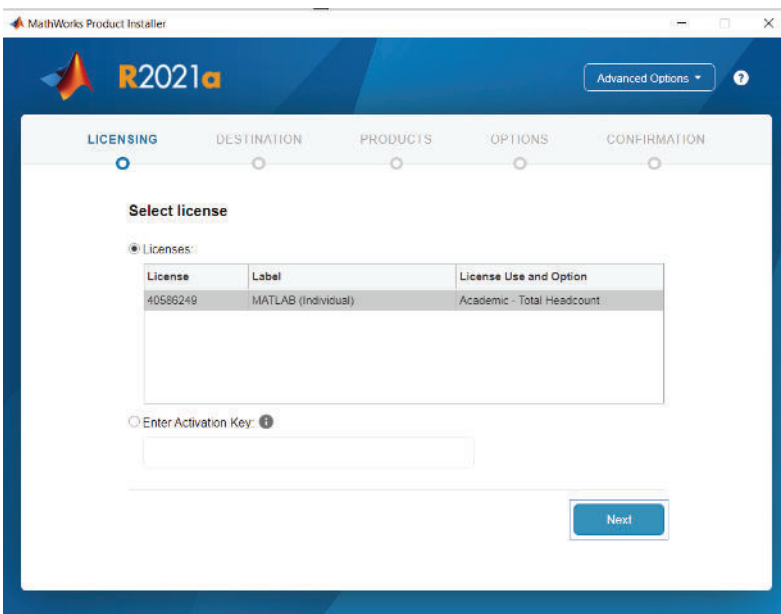 MathWorks Product Installer
R2021a
Advanced Options
?
LICENSING DESTINATION PRODUCTS OPTIONS CONFIRMATION
Select license
Licenses:
License Label License Use and Option
40586249 MATLAB (Individual) Academic - Total Headcount
Enter Activation Key:
Next